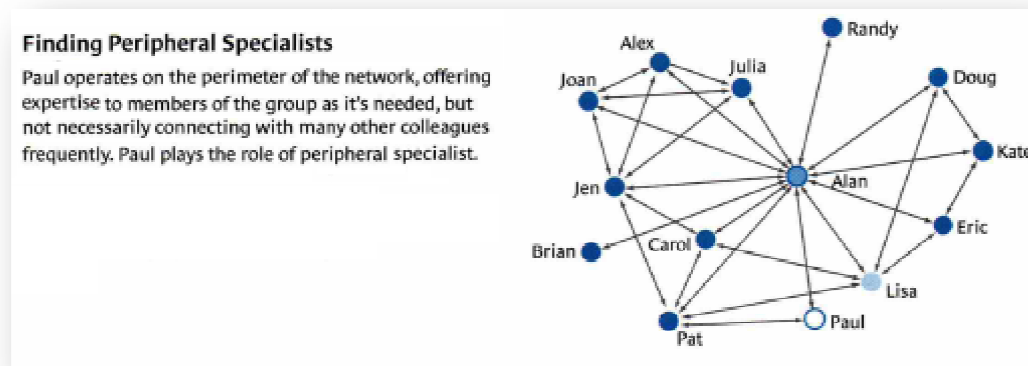 Finding Peripheral Specialists
Paul operates on the perimeter of the network, offering
expertise to members of the group as it's needed, but
not necessarily connecting with many other colleagues
frequently. Paul plays the role of peripheral specialist.
Randy
Alex
Julia
Joan
Doug
Kate
Alan
Jen
Eric
Carol
Brian
Lisa
Paul
Pat